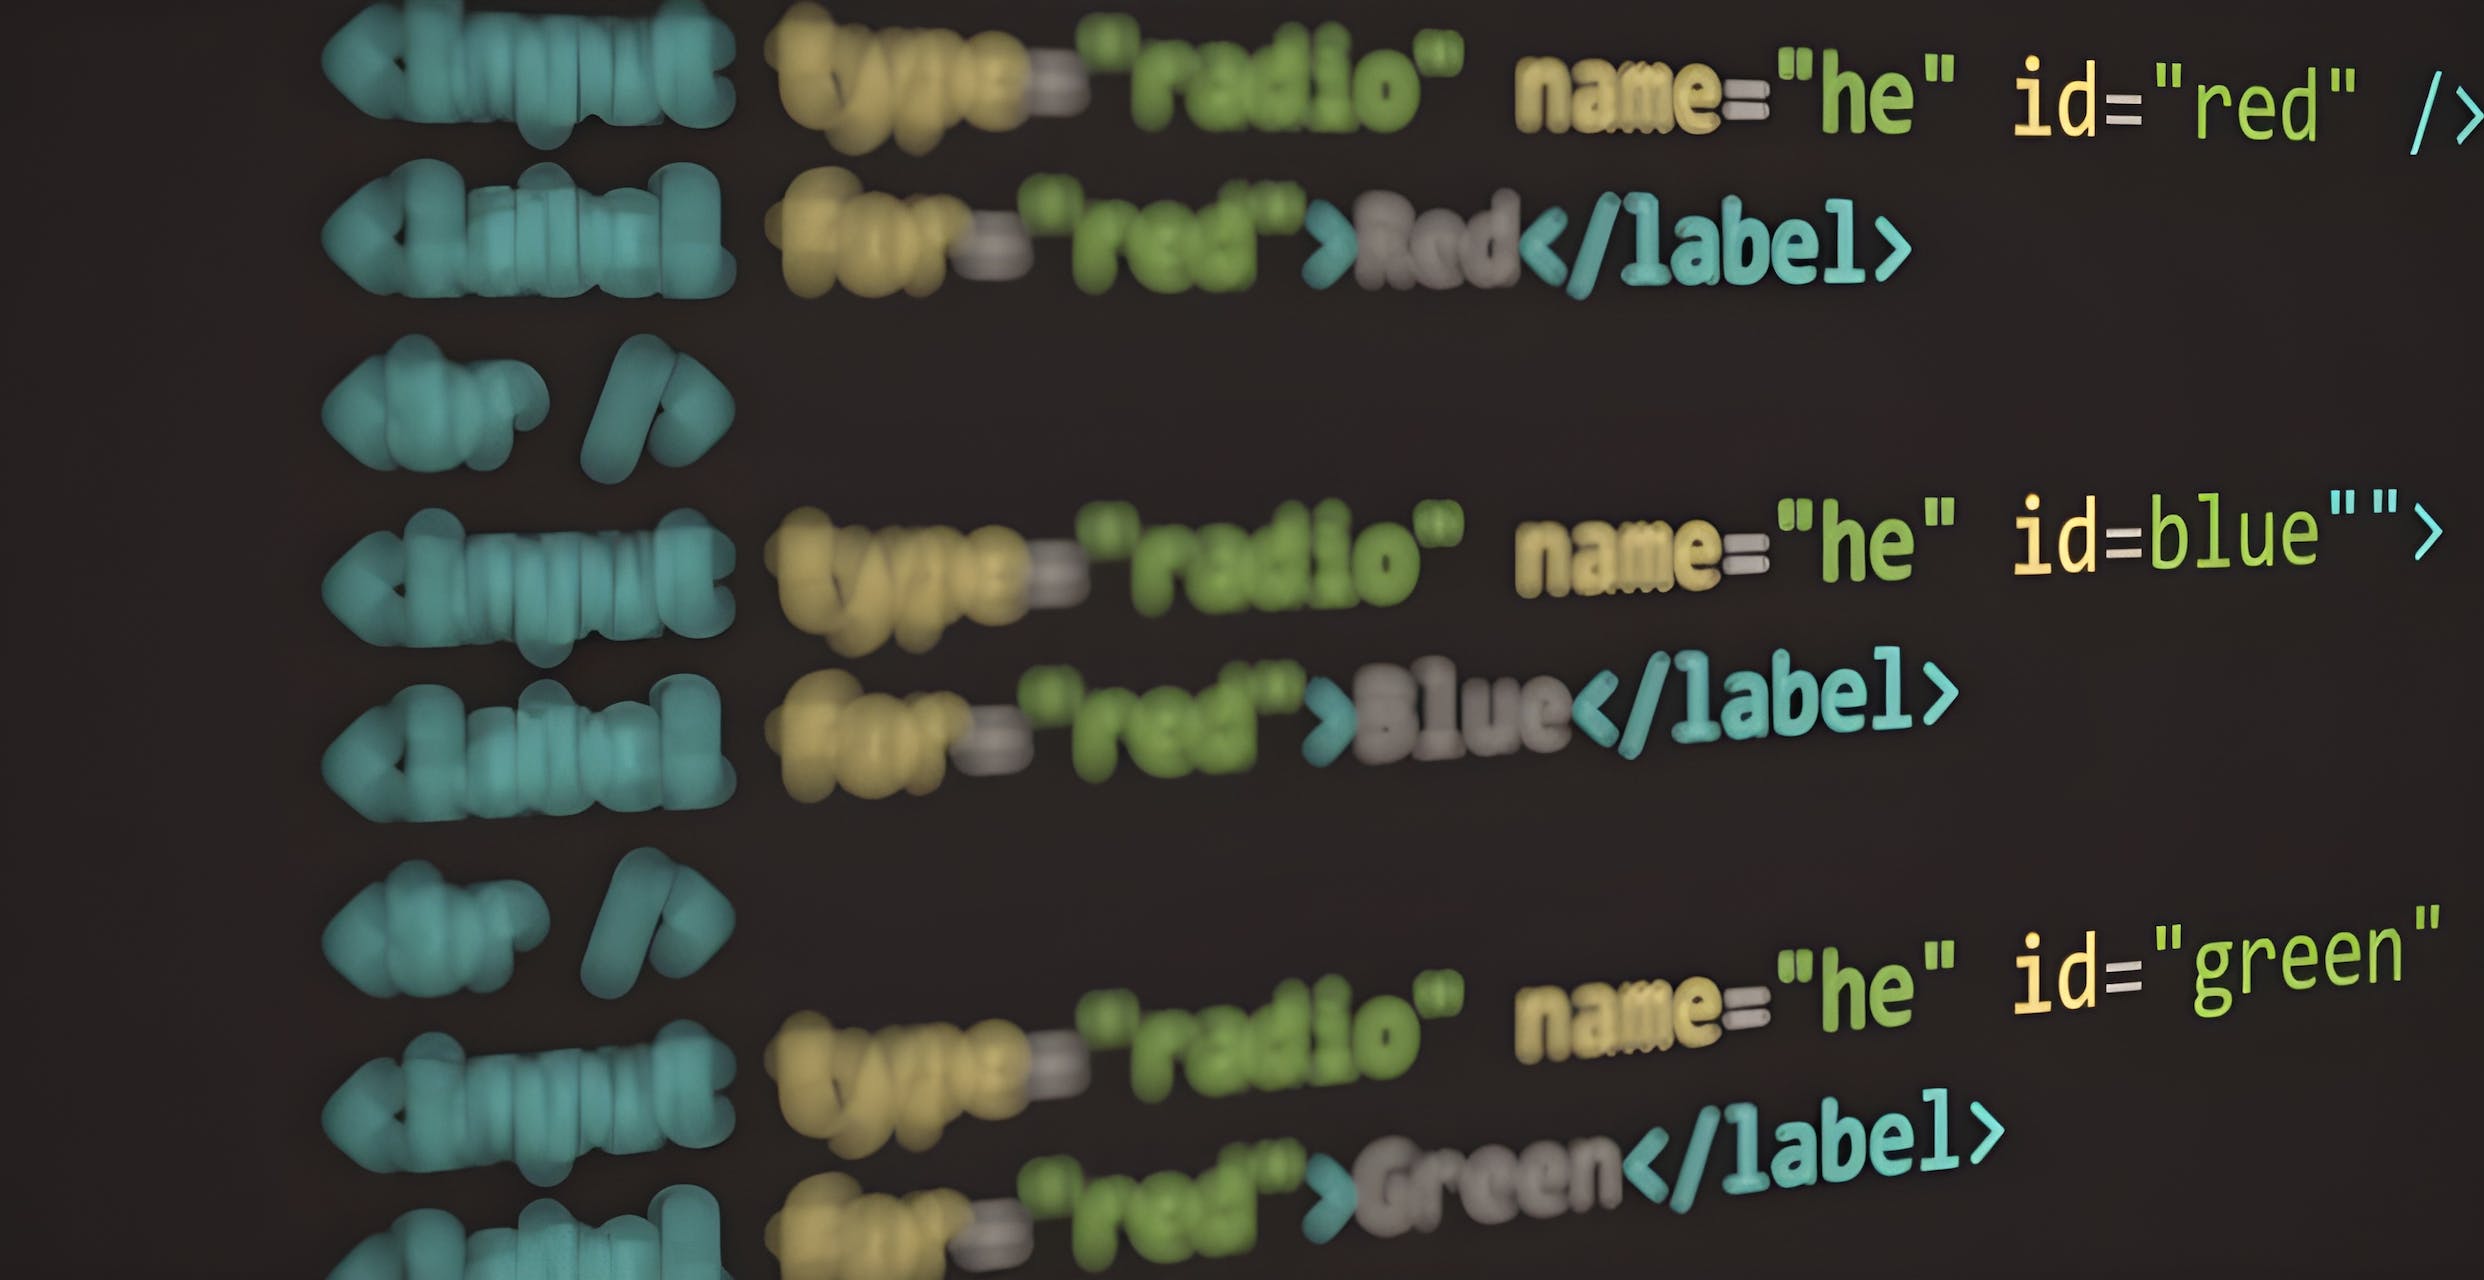 <input type="radio" name="he" id="red" />
<label for="red">Red</label>
<br />
<input type="radio" name="he" id=blue"">
<label for="red">Blue</label>
<br />
<input type="radio" name="he" id="green"
<label for="red">Green</label>